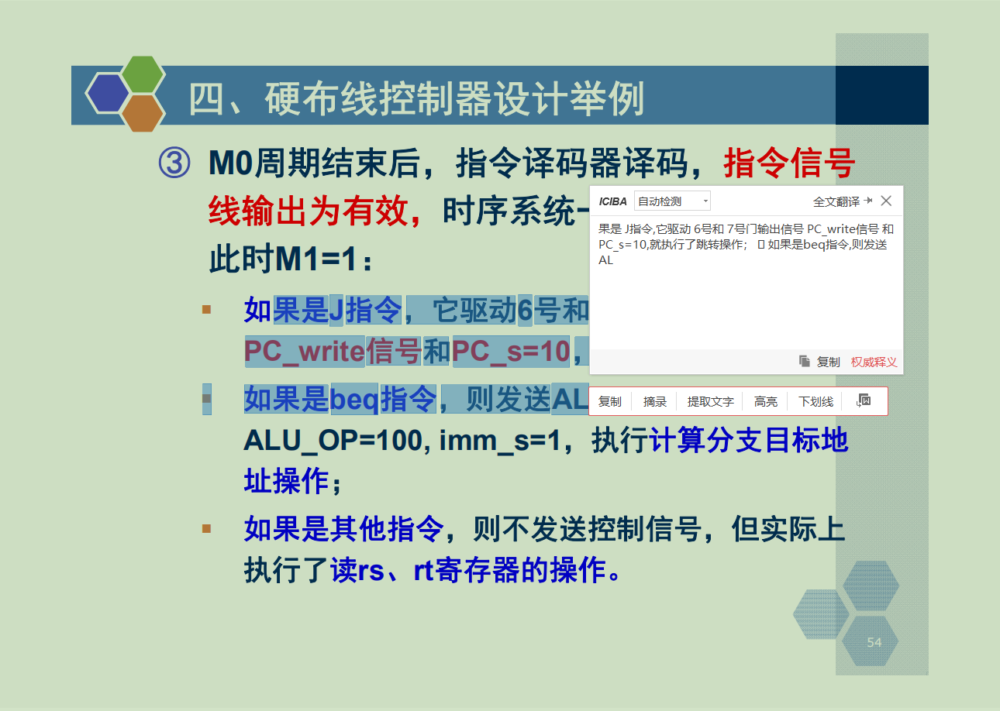 四、硬布线控制器设计举例
③ M0周期结束后，指令译码器译码，指令信号
线输出为有效，时序系统
此时M1=1：
如果是J指令，它驱动6号和
PC_write信号和PC_s=10，
如果是beq指令，则发送AL
ALU_OP=100, imm_s=1，执行计算分支目标地
址操作；
如果是其他指令，则不发送控制信号，但实际上
执行了读rs、rt寄存器的操作。
ICIBA 自动检测 全文翻译
果是 J指令,它驱动 6号和 7号门输出信号 PC_write信号 和
PC_s=10,就执行了跳转操作； 如果是beq指令,则发送
AL
复制 权威释义
复制 摘录 提取文字 高亮 下划线
54